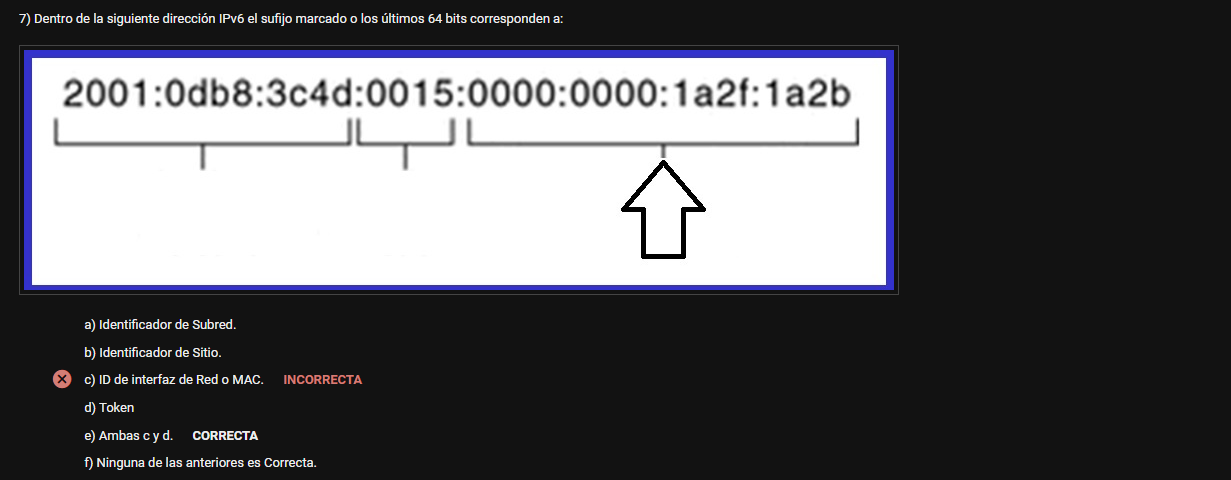 7) Dentro de la siguiente dirección IPv6 el sufijo marcado o los últimos 64 bits corresponden a:
2001:0db8:3c4d:0015:0000:0000:1a2f:1a2b
a) Identificador de Subred.
b) Identificador de Sitio.
c) ID de interfaz de Red o MAC. INCORRECTA
d) Token
e) Ambas c y d. CORRECTA
f) Ninguna de las anteriores es Correcta.